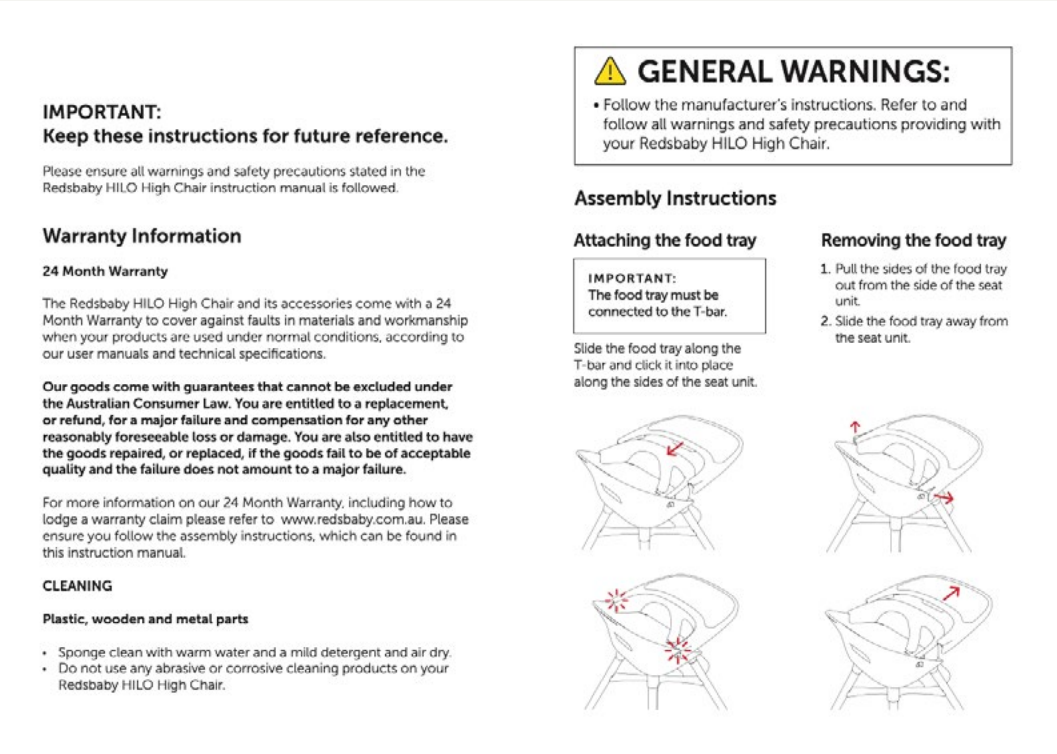 IMPORTANT:
Keep these instructions for future reference.
Please ensure all warnings and safety precautions stated in the
Redsbaby HILO High Chair instruction manual is followed.
Warranty Information
24 Month Warranty
The Redsbaby HILO High Chair and its accessories come with a 24
Month Warranty to cover against faults in materials and workmanship
when your products are used under normal conditions, according to
our user manuals and technical specifications.
Our goods come with guarantees that cannot be excluded under
the Australian Consumer Law. You are entitled to a replacement,
or refund, for a major failure and compensation for any other
reasonably foreseeable loss or damage. You are also entitled to have
the goods repaired, or replaced, if the goods fail to be of acceptable
quality and the failure does not amount to a major failure.
For more information on our 24 Month Warranty, including how to
lodge a warranty claim please refer to www.redsbaby.com.au. Please
ensure you follow the assembly instructions, which can be found in
this instruction manual.
CLEANING
Plastic, wooden and metal parts
• Sponge clean with warm water and a mild detergent and air dry.
• Do not use any abrasive or corrosive cleaning products on your
Redsbaby HILO High Chair.
GENERAL WARNINGS:
• Follow the manufacturer's instructions. Refer to and
follow all warnings and safety precautions providing with
your Redsbaby HILO High Chair.
Assembly Instructions
Attaching the food tray
IMPORTANT:
The food tray must be
connected to the T-bar.
Slide the food tray along the
T-bar and click it into place
along the sides of the seat unit.
Removing the food tray
1. Pull the sides of the food tray
out from the side of the seat
unit.
2. Slide the food tray away from
the seat unit.